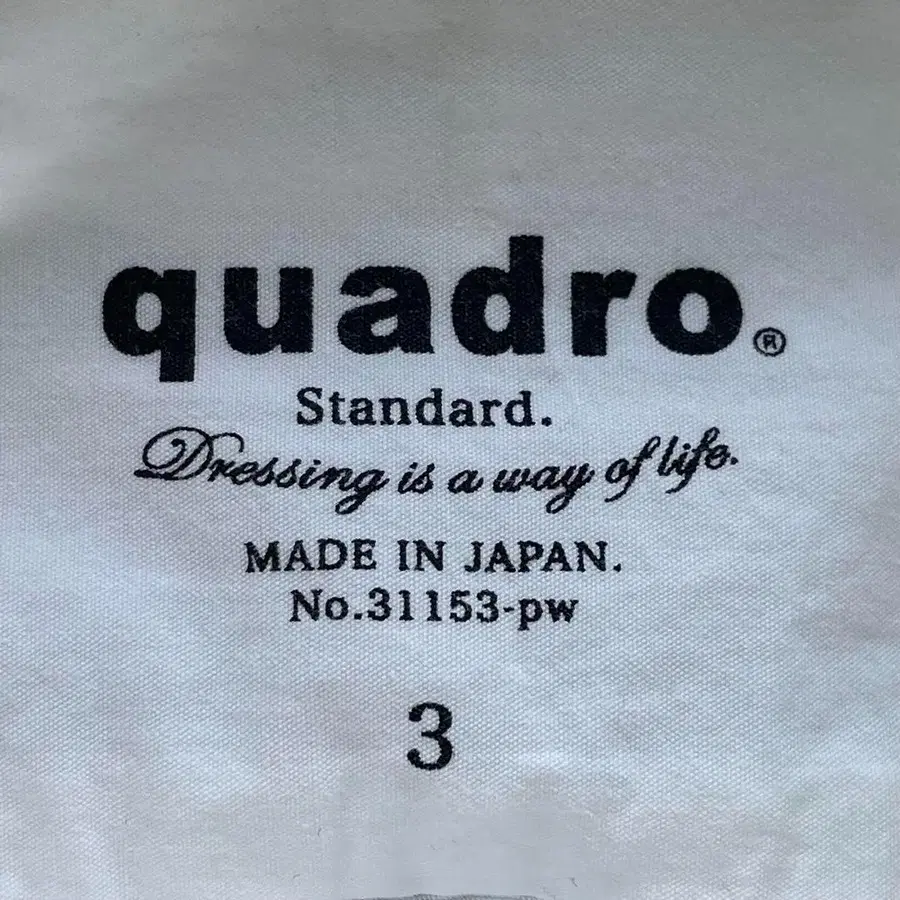 quadro.®
Standard.
Dressing is a way of life.
MADE IN JAPAN.
No.31153-pw
3